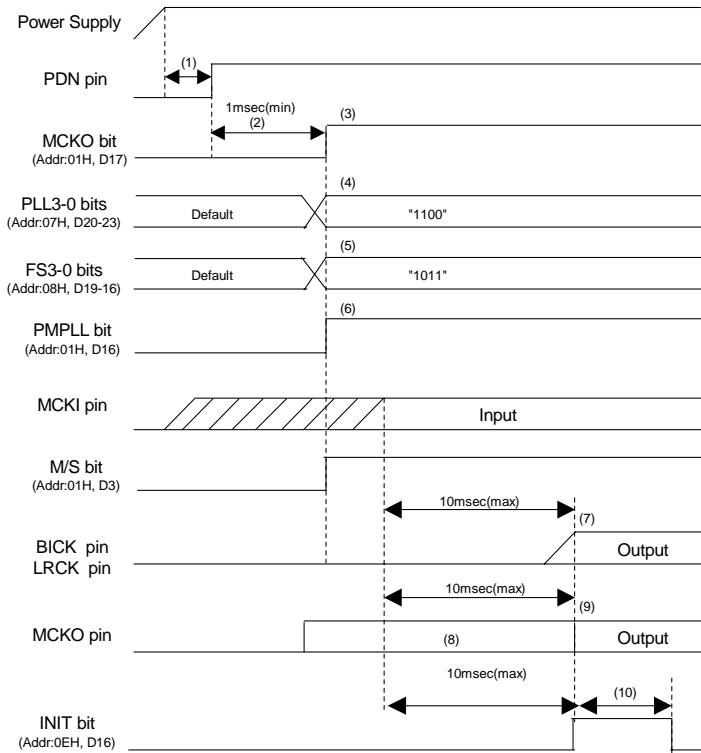 Power Supply
(1)
PDN pin
1msec(min)
(2)
(3)
MCKO bit
(Addr:01H, D17)
(4)
PLL3-0 bits
(Addr:07H, D20-23)
Default
"1100"
(5)
FS3-0 bits
(Addr:08H, D19-16)
Default
"1011"
(6)
PMPLL bit
(Addr:01H, D16)
MCKI pin
Input
M/S bit
(Addr:01H, D3)
10msec(max)
(7)
BICK pin
LRCK pin
Output
10msec(max)
(9)
MCKO pin
(8)
Output
10msec(max)
(10)
INIT bit
(Addr:0EH, D16)